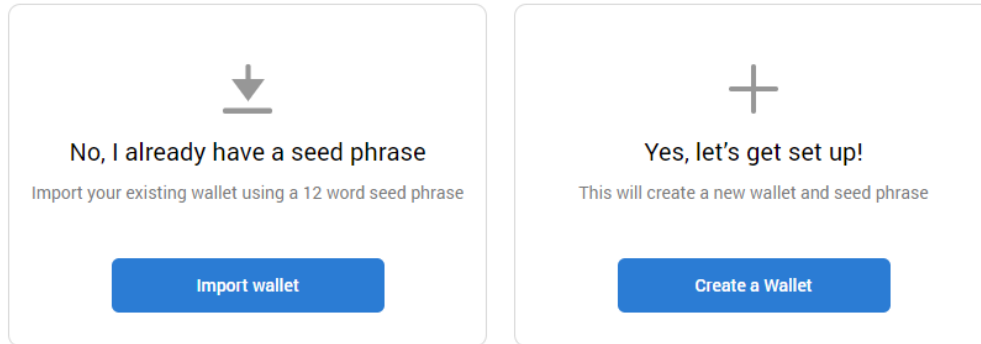 No, I already have a seed phrase
Import your existing wallet using a 12 word seed phrase
Import wallet
Yes, let’s get set up!
This will create a new wallet and seed phrase
Create a Wallet